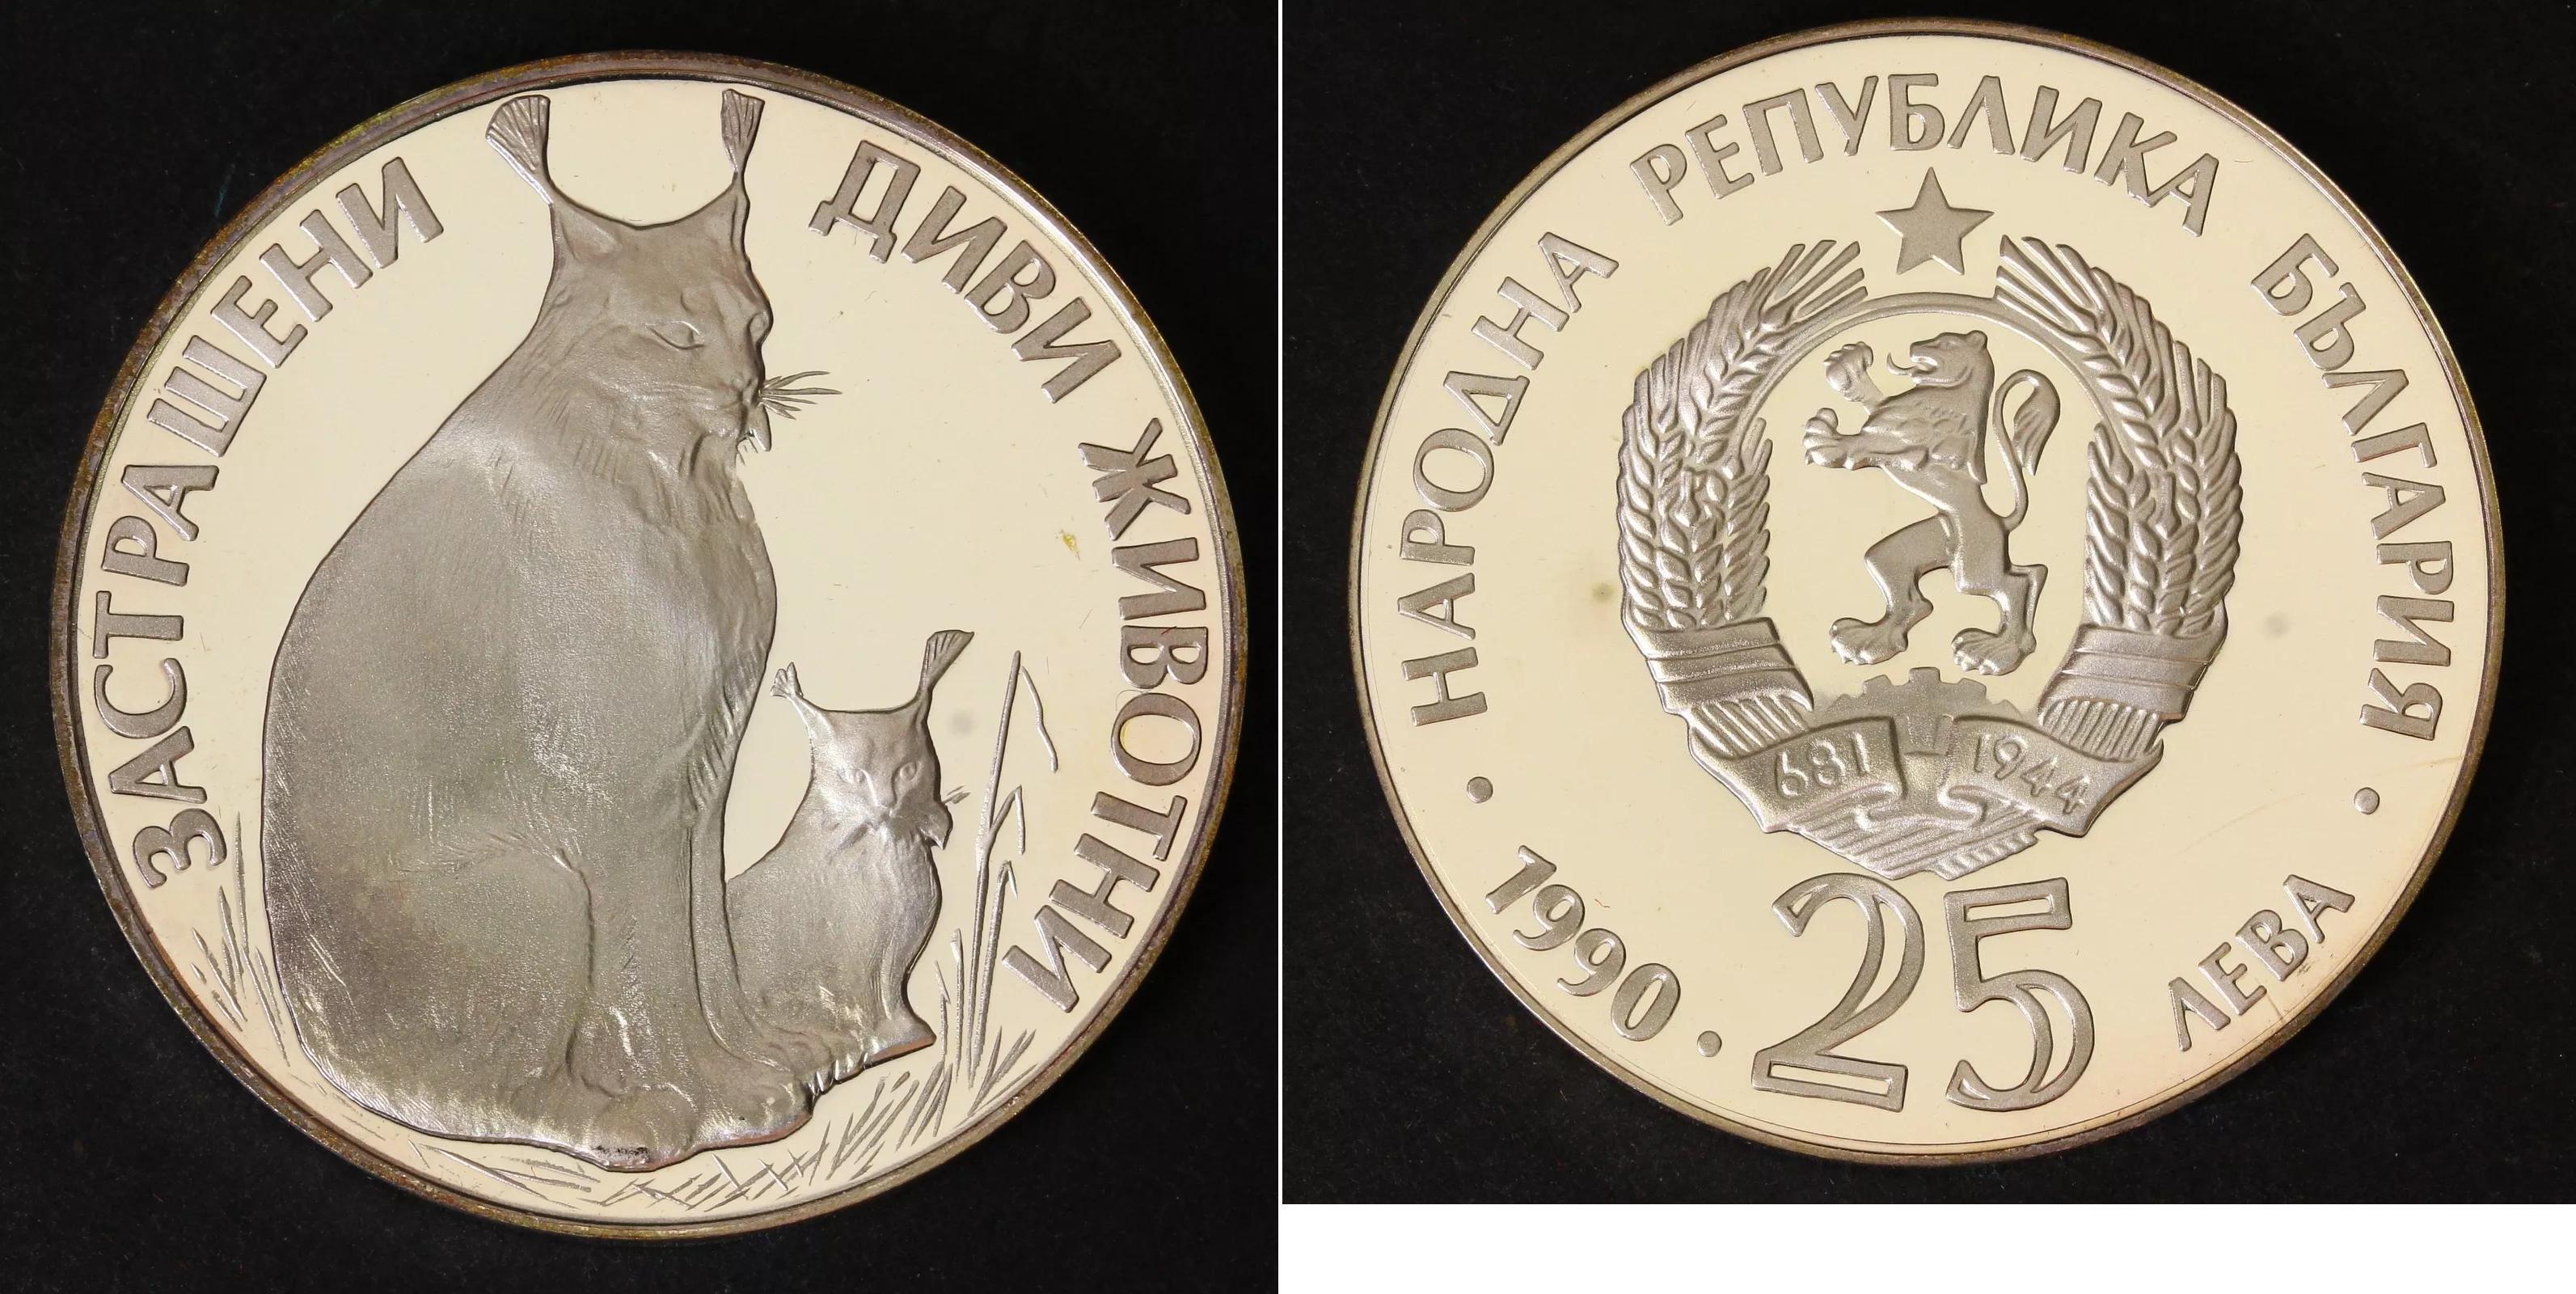 ЗАСТРАШЕНИ ДИВИ ЖИВОТНИ
НАРОДНА РЕПУБЛИКА БЪЛГАРИЯ
681 1944
• 1990 • 25 ЛЕВА •